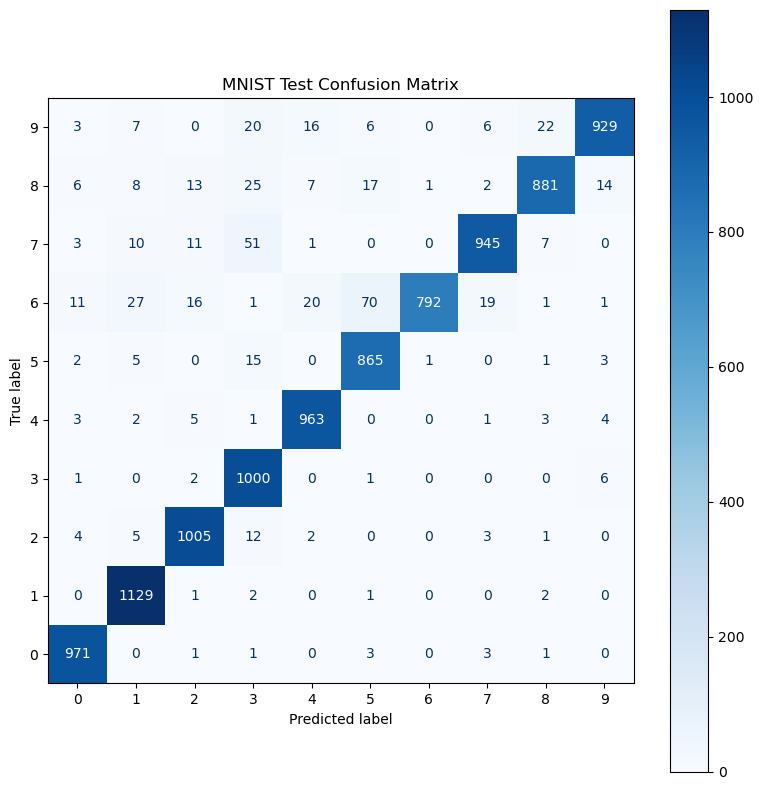 MNIST Test Confusion Matrix
9 3 7 0 20 16 6 0 6 22 929
8 6 8 13 25 7 17 1 2 881 14
7 3 10 11 51 1 0 0 945 7 0
6 11 27 16 1 20 70 792 19 1 1
5 2 5 0 15 0 865 1 0 1 3
4 3 2 5 1 963 0 0 1 3 4
3 1 0 2 1000 0 1 0 0 0 6
2 4 5 1005 12 2 0 0 3 1 0
1 0 1129 1 2 0 1 0 0 2 0
0 971 0 1 1 0 3 0 3 1 0
0 1 2 3 4 5 6 7 8 9
Predicted label
True label
1000
800
600
400
200
0